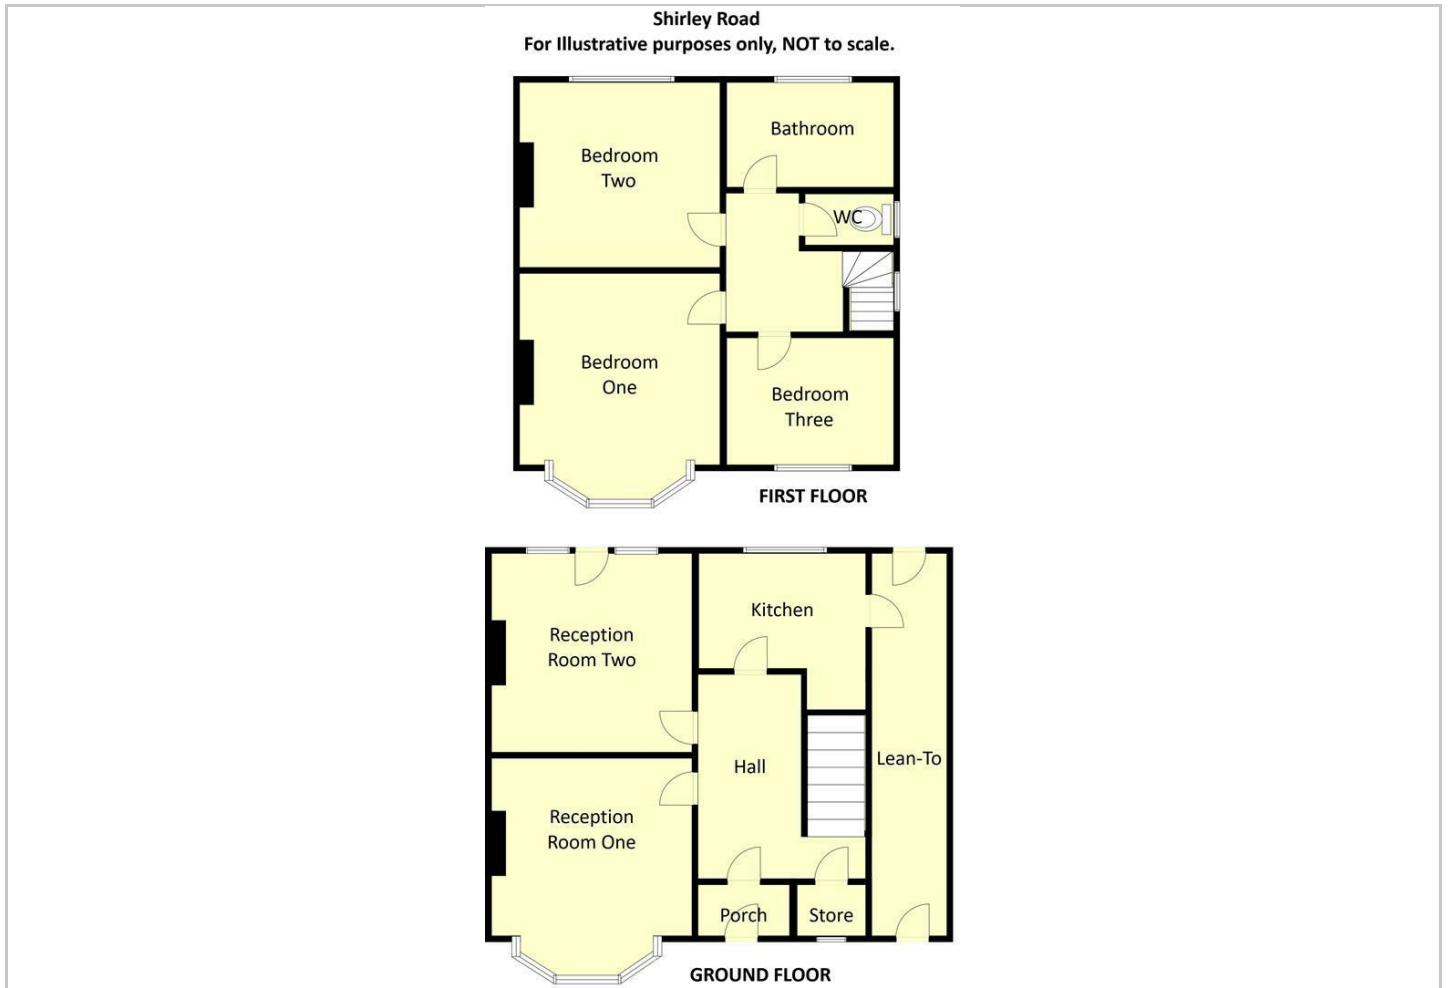 Shirley Road
For Illustrative purposes only, NOT to scale.
Bathroom
Bedroom
Two
WC
Bedroom
One
Bedroom
Three
FIRST FLOOR
Kitchen
Reception
Room Two
Hall
Lean-To
Reception
Room One
Porch
Store
GROUND FLOOR